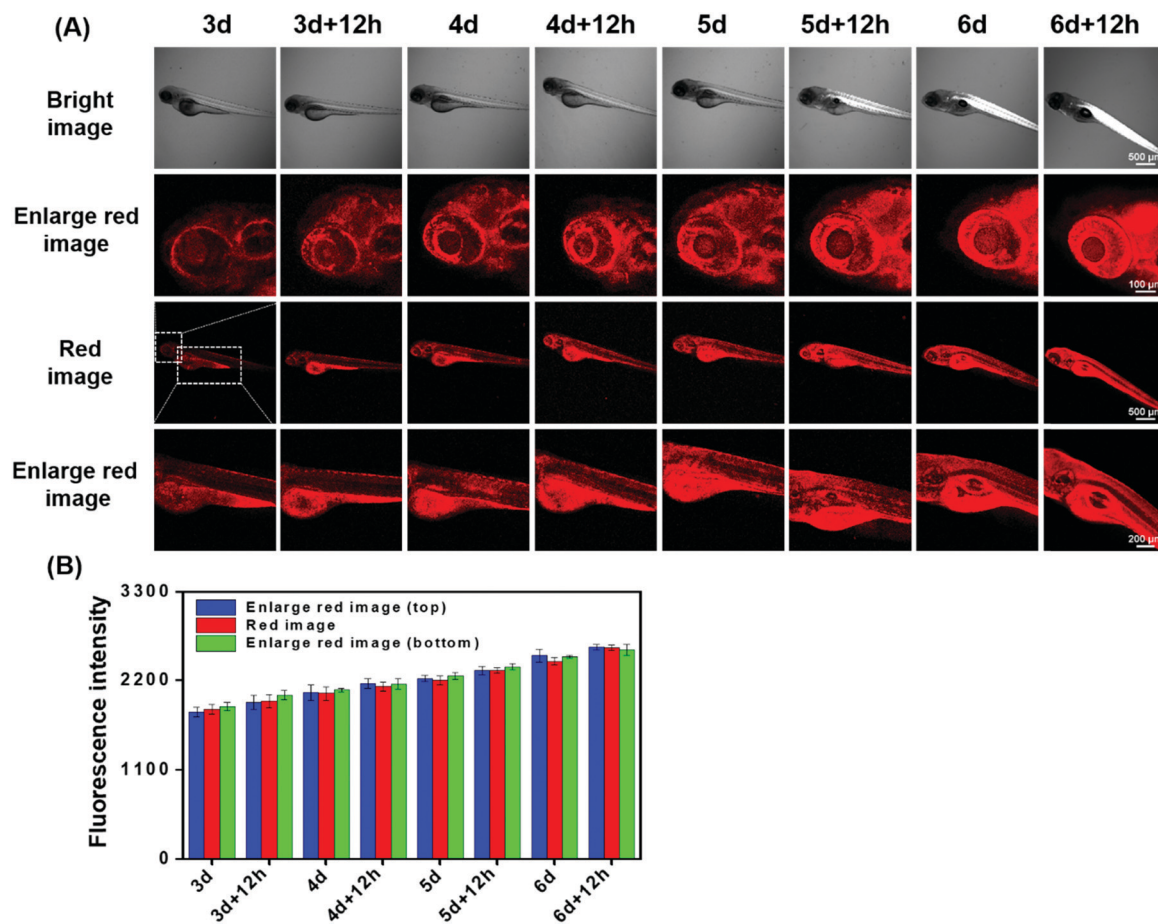 (A)
3d 3d+12h 4d 4d+12h 5d 5d+12h 6d 6d+12h
Bright
image
500 µm
Enlarge red
image
100 µm
Red
image
500 µm
Enlarge red
image
200 µm
(B)
Fluorescence intensity
3300
2200
1100
0
Enlarge red image (top)
Red image
Enlarge red image (bottom)
3d 3d+12h 4d 4d+12h 5d 5d+12h 6d 6d+12h